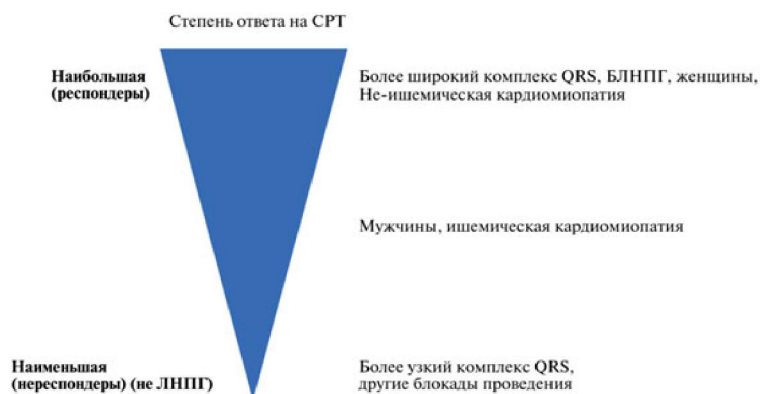 Степень ответа на СРТ
Наибольшая
(респондеры)
Более широкий комплекс QRS, БЛНПГ, женщины,
Не-ишемическая кардиомиопатия
Мужчины, ишемическая кардиомиопатия
Наименьшая
(нереспондеры) (не ЛНПГ)
Более узкий комплекс QRS,
другие блокады проведения